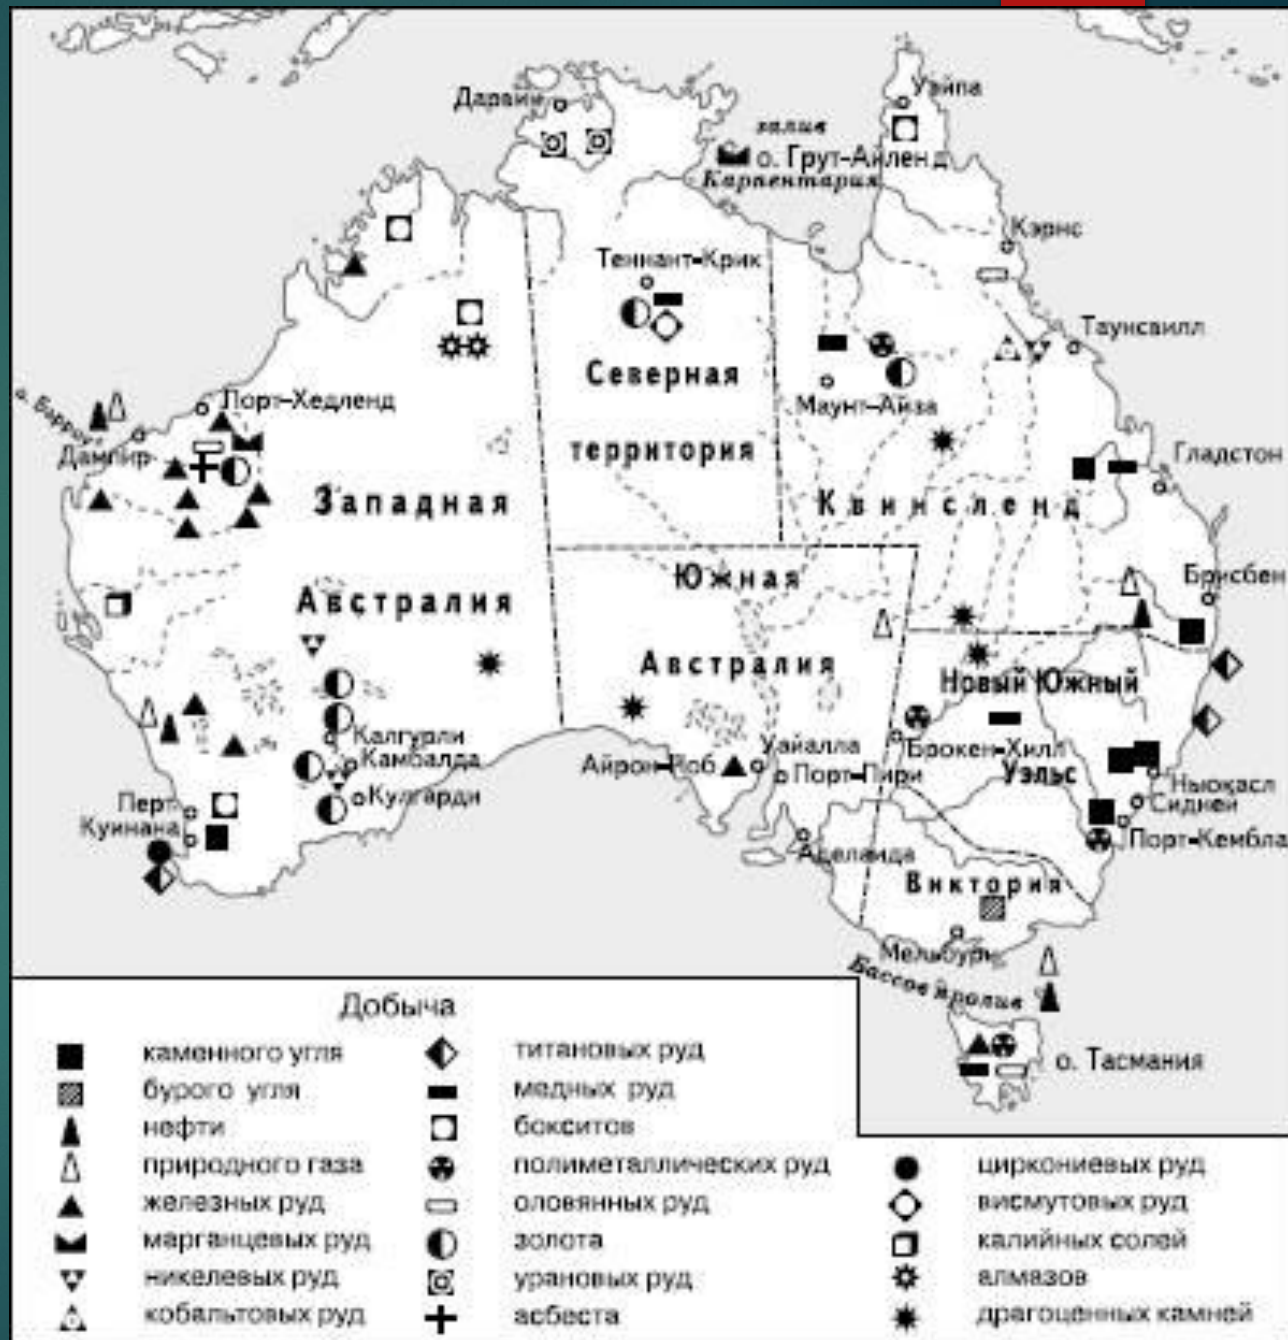 Дарвин
Уэйпа
залив
о. Грут-Айленд
Карпентария
Кэрнс
Теннант-Крик
Таунсвилл
Северная
Маунт-Айза
Порт-Хедленд
о. Барроу
Дампир
территория
Гладстон
Западная
Квинсленд
Южная
Брисбен
Австралия
Австралия
Новый Южный
Калгурли
Камбалда
Айрон-Ноб
Уайалла
Порт-Пири
Брокен-Хилл
Уэльс
Ньюкасл
Сидней
Кулгарди
Перт
Куинана
Порт-Кембла
Аделаида
Виктория
Мельбурн
Бассов пролив
о. Тасмания
Добыча
каменного угля
бурого угля
нефти
природного газа
железных руд
марганцевых руд
никелевых руд
кобальтовых руд
титановых руд
медных руд
бокситов
полиметаллических руд
оловянных руд
золота
урановых руд
асбеста
циркониевых руд
висмутовых руд
калийных солей
алмазов
драгоценных камней